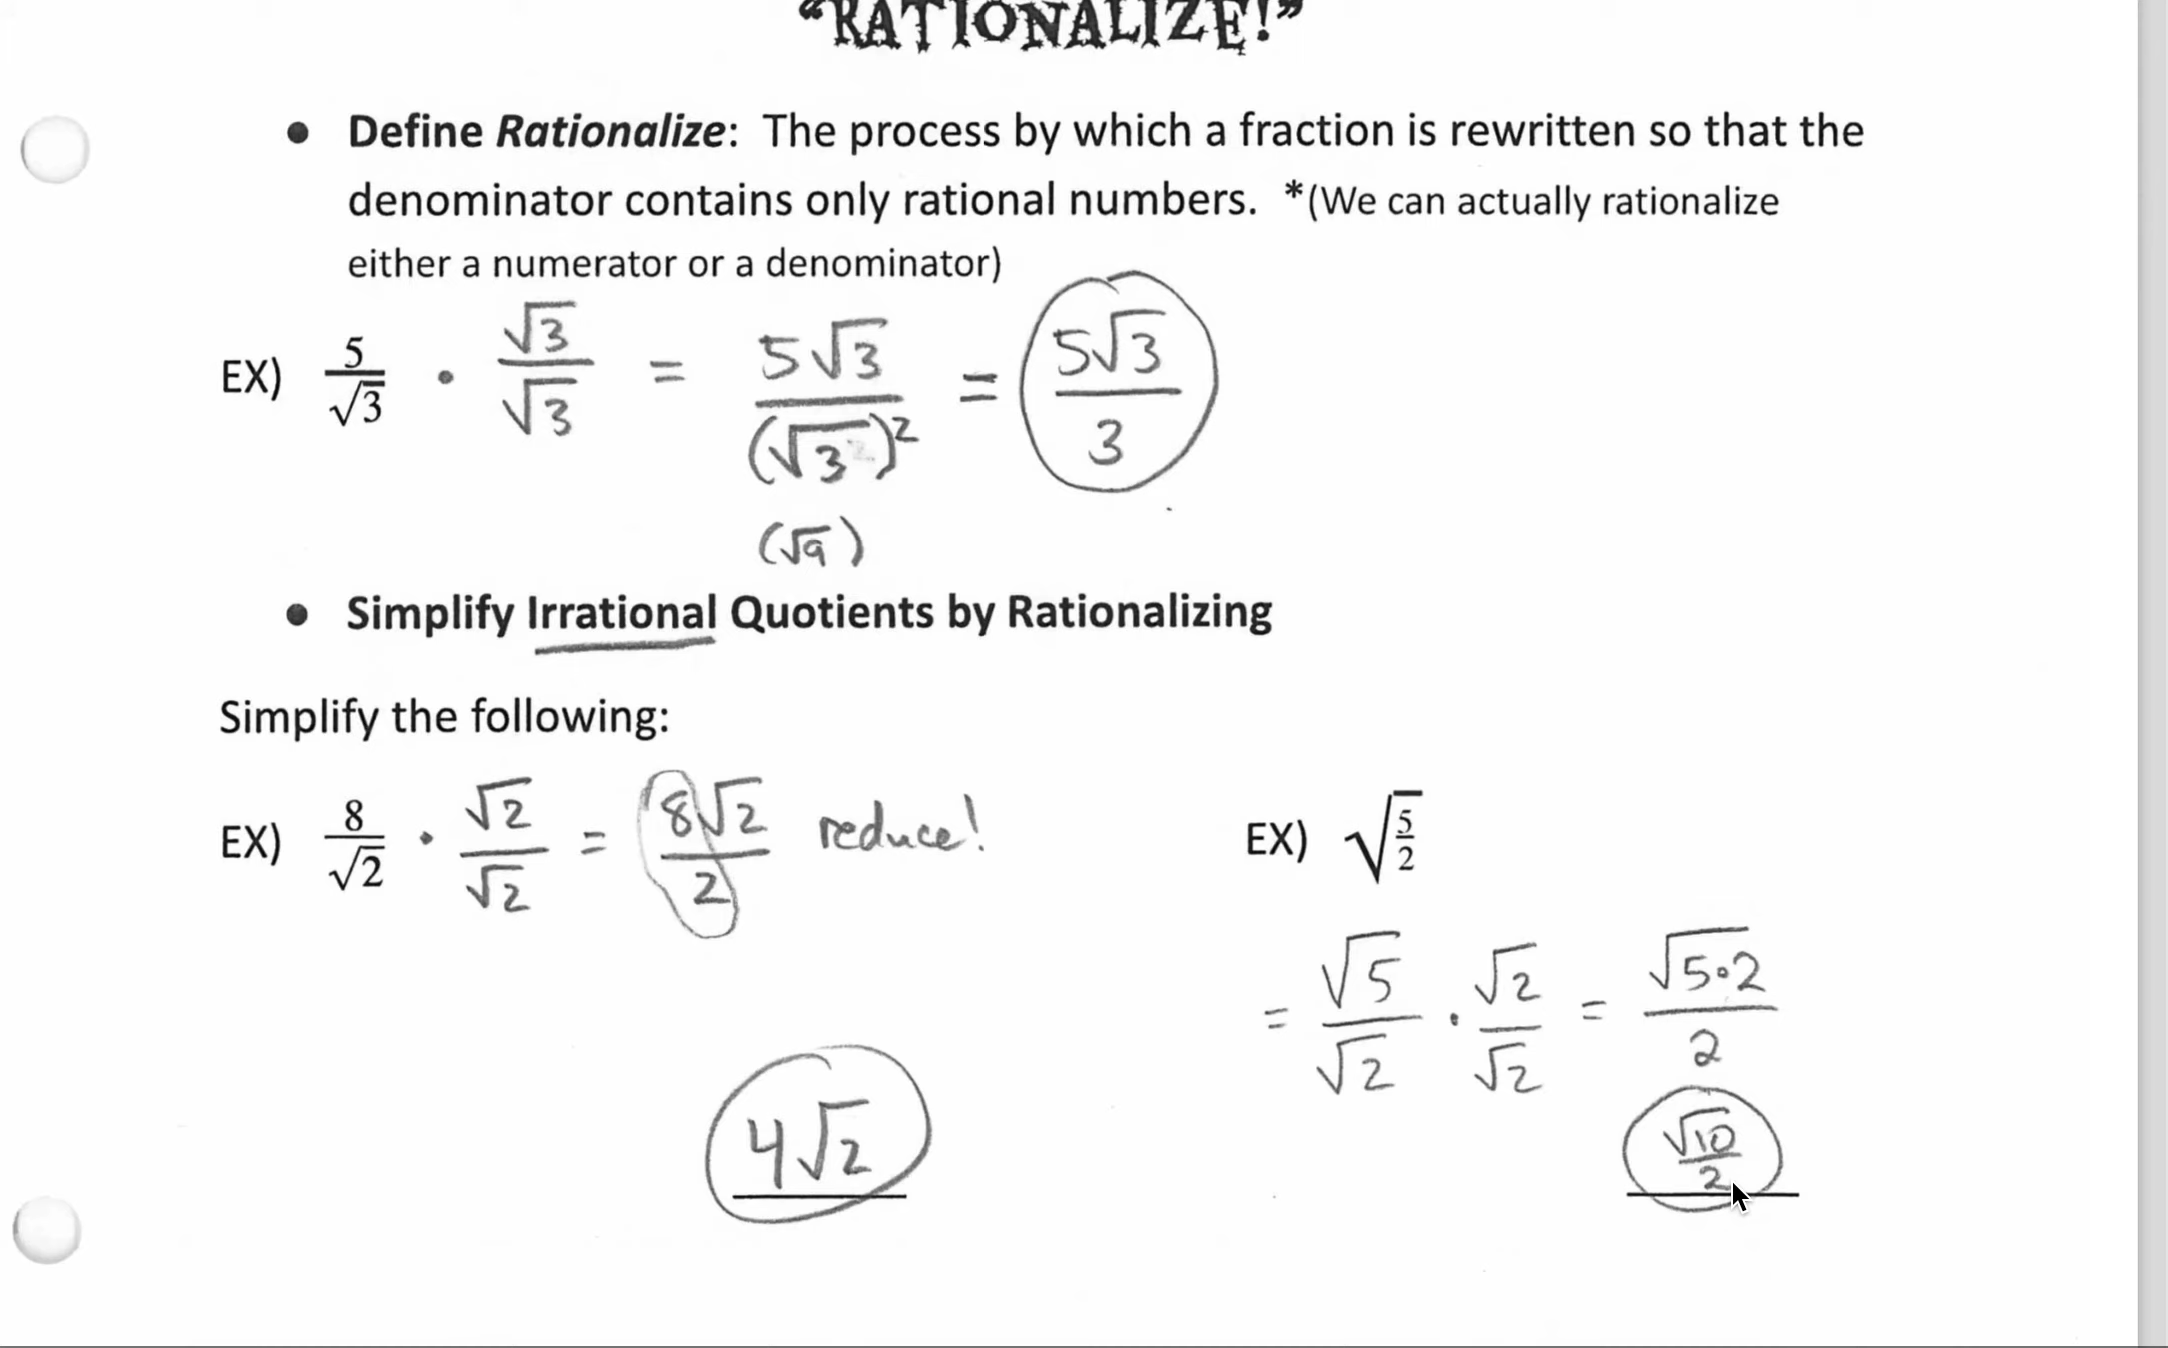 “RATIONALIZE!”
• Define Rationalize: The process by which a fraction is rewritten so that the
denominator contains only rational numbers. *(We can actually rationalize
either a numerator or a denominator)
EX) 5/√3 • √3/√3 = 5√3/(√3)² = 5√3/3
(√9)
• Simplify Irrational Quotients by Rationalizing
Simplify the following:
EX) 8/√2 • √2/√2 = 8√2/2 reduce!
4√2
EX) √5/2
= √5/√2 • √2/√2 = √5•2/2
√10/2